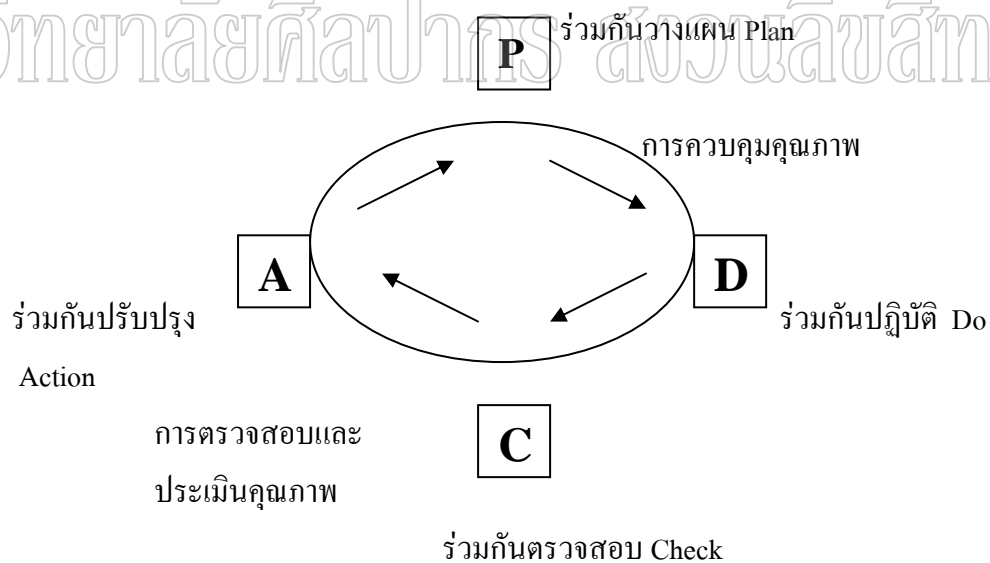 วิทยาลัยศิลปากร สงวนลิขสิท
P
ร่วมกันวางแผน Plan
การควบคุมคุณภาพ
A
D
ร่วมกันปรับปรุง
Action
ร่วมกันปฏิบัติ Do
การตรวจสอบและ
ประเมินคุณภาพ
C
ร่วมกันตรวจสอบ Check